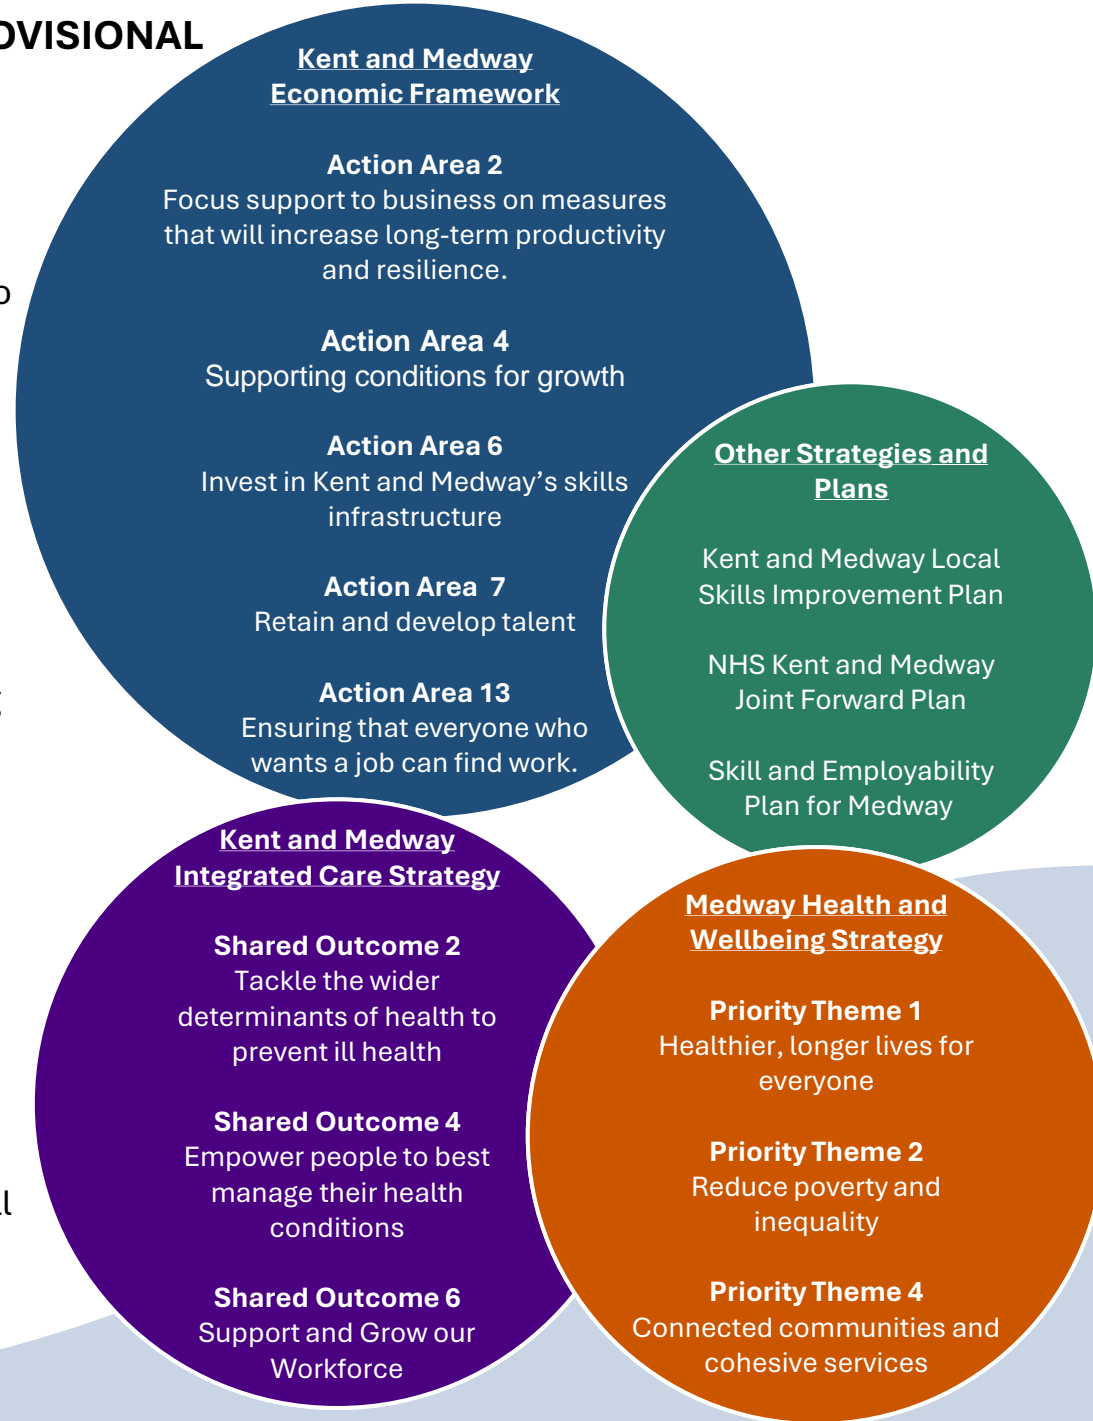 OVISIONAL
Kent and Medway
Economic Framework
Action Area 2
Focus support to business on measures
that will increase long-term productivity
and resilience.
Action Area 4
Supporting conditions for growth
Action Area 6
Invest in Kent and Medway’s skills
infrastructure
Action Area 7
Retain and develop talent
Action Area 13
Ensuring that everyone who
wants a job can find work.
Other Strategies and
Plans
Kent and Medway Local
Skills Improvement Plan
NHS Kent and Medway
Joint Forward Plan
Skill and Employability
Plan for Medway
Kent and Medway
Integrated Care Strategy
Shared Outcome 2
Tackle the wider
determinants of health to
prevent ill health
Shared Outcome 4
Empower people to best
manage their health
conditions
Shared Outcome 6
Support and Grow our
Workforce
Medway Health and
Wellbeing Strategy
Priority Theme 1
Healthier, longer lives for
everyone
Priority Theme 2
Reduce poverty and
inequality
Priority Theme 4
Connected communities and
cohesive services